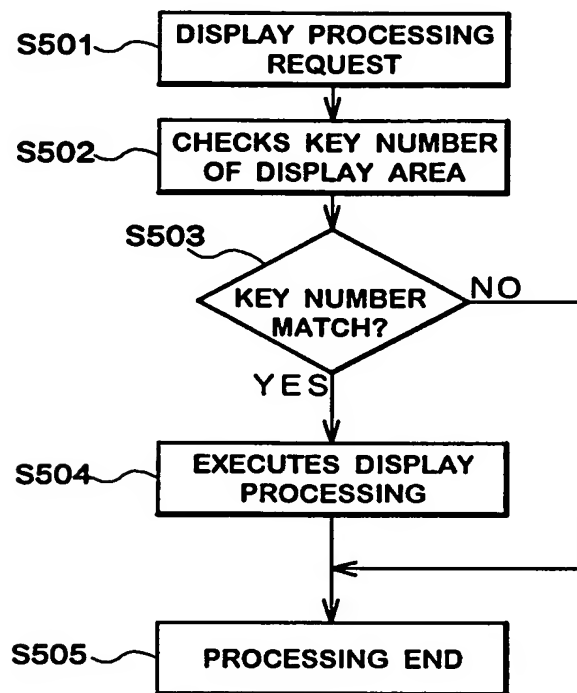 S501
DISPLAY PROCESSING
REQUEST
S502
CHECKS KEY NUMBER
OF DISPLAY AREA
S503
KEY NUMBER
MATCH?
NO
YES
S504
EXECUTES DISPLAY
PROCESSING
S505
PROCESSING END